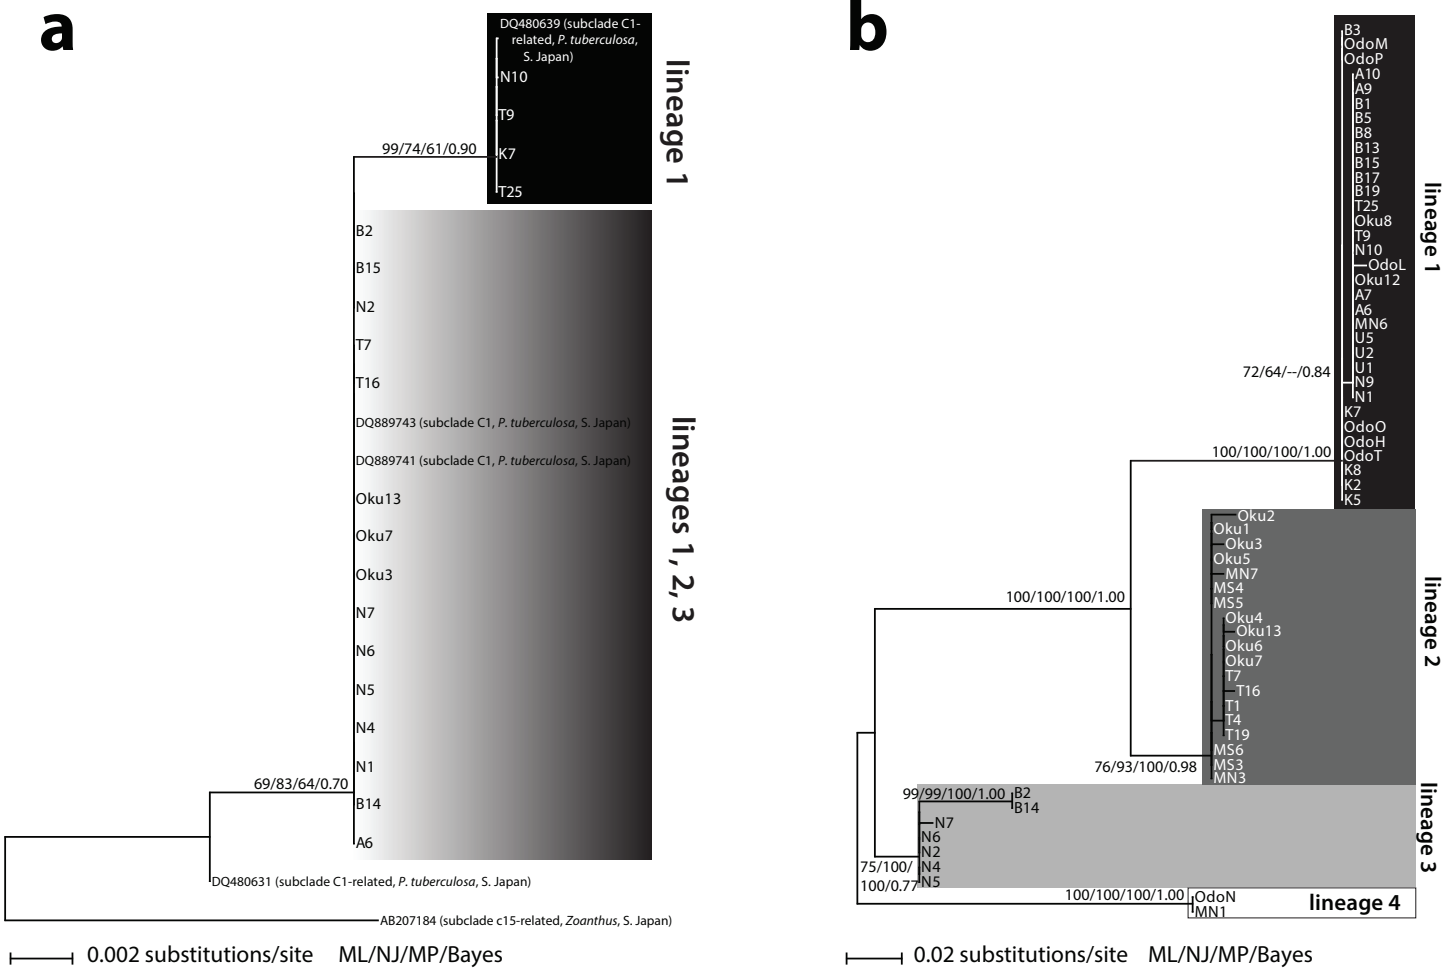 a
DQ480639 (subclade C1-
related, P. tuberculosa,
S. Japan)
N10
T9
K7
T25
lineage 1
99/74/61/0.90
B2
B15
N2
T7
T16
DQ889743 (subclade C1, P. tuberculosa, S. Japan)
DQ889741 (subclade C1, P. tuberculosa, S. Japan)
Oku13
Oku7
Oku3
N7
N6
N5
N4
N1
B14
A6
lineages 1, 2, 3
69/83/64/0.70
DQ480631 (subclade C1-related, P. tuberculosa, S. Japan)
AB207184 (subclade c15-related, Zoanthus, S. Japan)
0.002 substitutions/site ML/NJ/MP/Bayes
b
B3
OdoM
OdoP
A10
A9
B1
B5
B8
B13
B15
B17
B19
T25
Oku8
T9
N10
OdoL
Oku12
A7
A6
MN6
U5
U2
U1
N9
N1
K7
OdoO
OdoH
OdoT
K8
K2
K5
lineage 1
72/64/--/0.84
100/100/100/1.00
Oku2
Oku1
Oku3
Oku5
MN7
MS4
MS5
Oku4
Oku13
Oku6
Oku7
T7
T16
T1
T4
T19
MS6
MS3
MN3
lineage 2
100/100/100/1.00
76/93/100/0.98
99/99/100/1.00
B2
B14
N7
N6
N2
N4
N5
lineage 3
75/100/
100/0.77
100/100/100/1.00
OdoN
MN1
lineage 4
0.02 substitutions/site ML/NJ/MP/Bayes